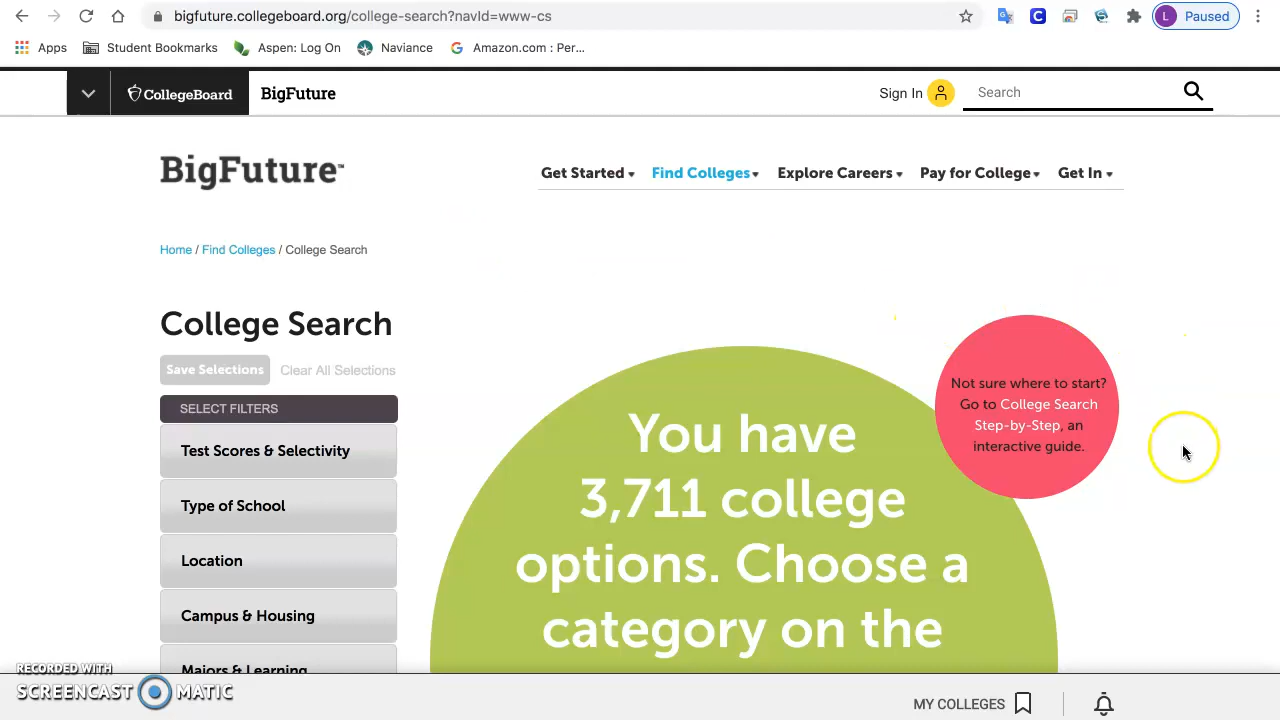 bigfuture.collegeboard.org/college-search?navId=www-cs
L Paused
Apps Student Bookmarks Aspen: Log On Naviance Amazon.com : Per...
CollegeBoard BigFuture Sign In Search
BigFuture™ Get Started Find Colleges Explore Careers Pay for College Get In
Home / Find Colleges / College Search
College Search
Save Selections Clear All Selections
SELECT FILTERS
Test Scores & Selectivity
Type of School
Location
Campus & Housing
Majors & Learning
You have
3,711 college
options. Choose a
category on the
Not sure where to start?
Go to College Search
Step-by-Step, an
interactive guide.
RECORDED WITH
SCREENCAST MATIC
MY COLLEGES